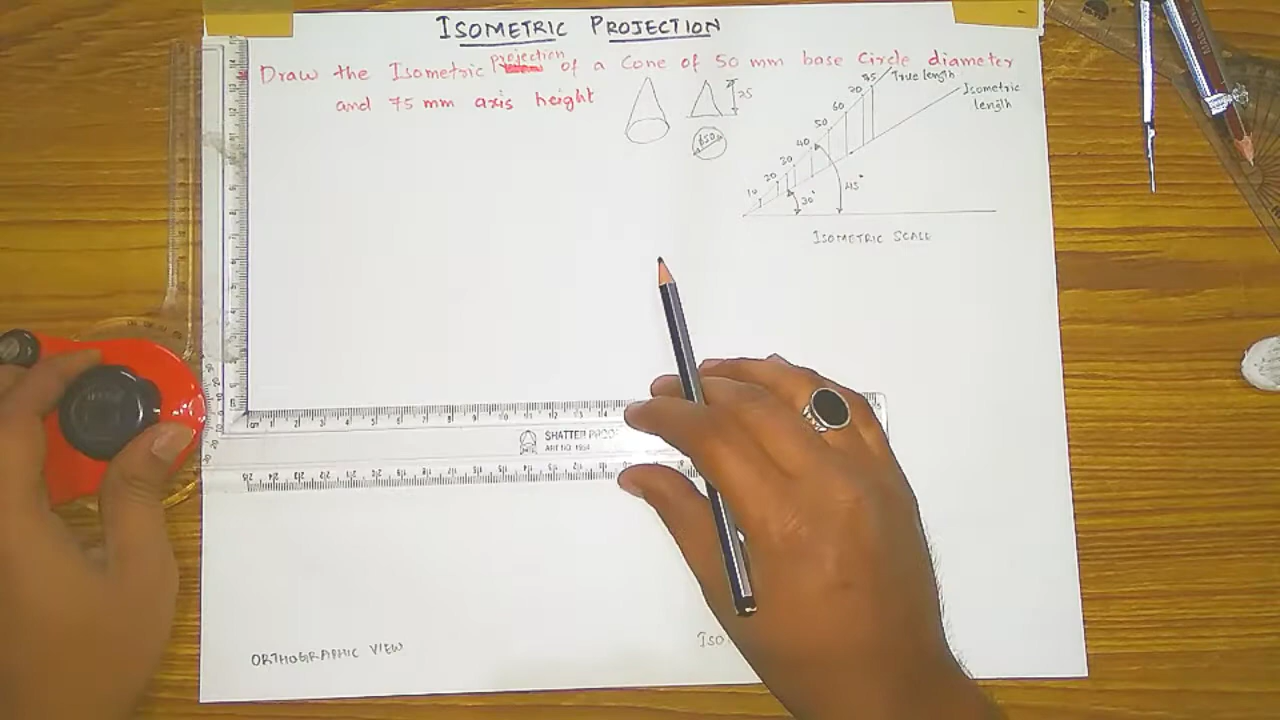 ISOMETRIC PROJECTION
Draw the Isometric projection of a Cone of 50 mm base Circle diameter
and 75 mm axis height
75
ø50
True length
Isometric
length
10 20 30 40 50 60 70 75
30°
45°
ISOMETRIC SCALE
SHATTER PROOF
ORTHOGRAPHIC VIEW
ISO